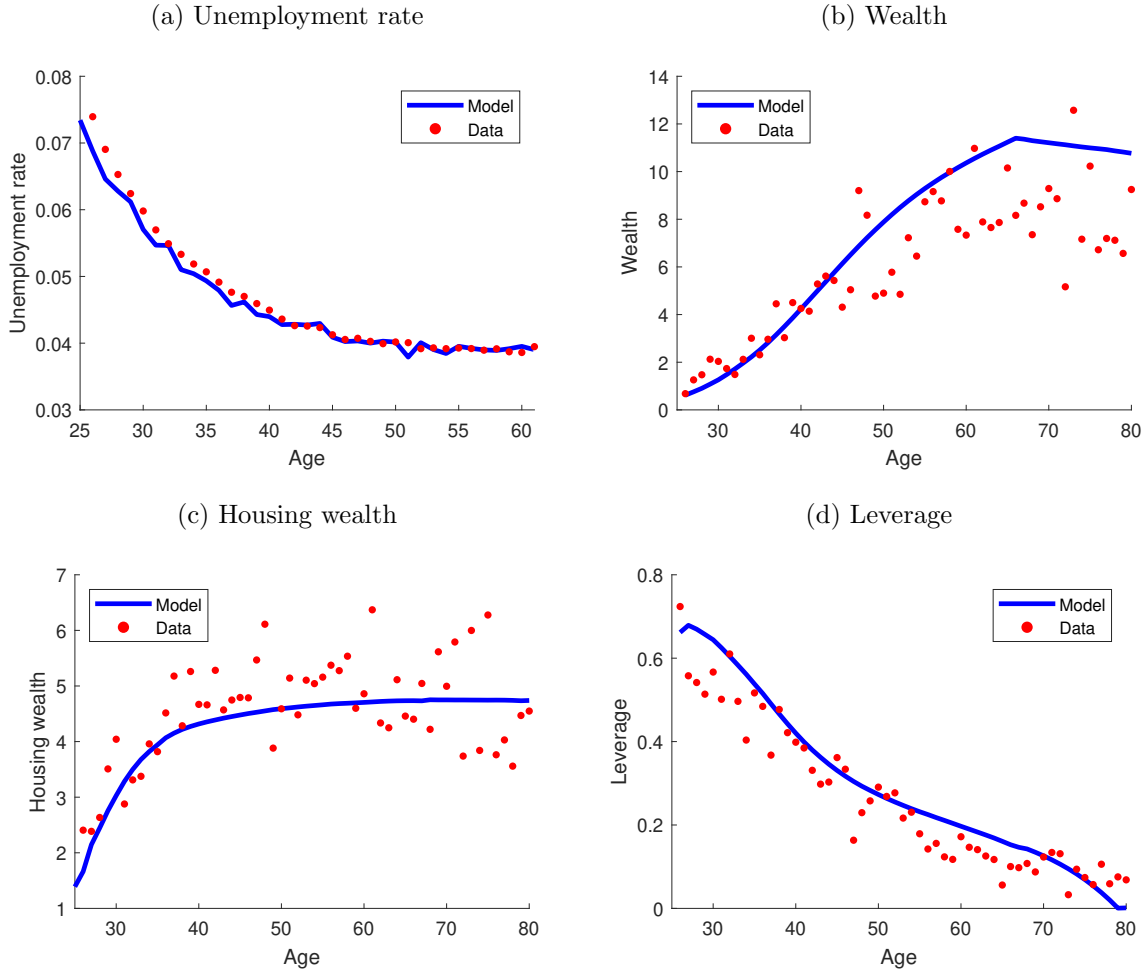 (a) Unemployment rate
0.08
0.07
0.06
0.05
0.04
0.03
Unemployment rate
Model
Data
25 30 35 40 45 50 55 60
Age
(b) Wealth
14
12
10
8
6
4
2
0
Wealth
Model
Data
30 40 50 60 70 80
Age
(c) Housing wealth
7
6
5
4
3
2
1
Housing wealth
Model
Data
30 40 50 60 70 80
Age
(d) Leverage
0.8
0.6
0.4
0.2
0
Leverage
Model
Data
30 40 50 60 70 80
Age